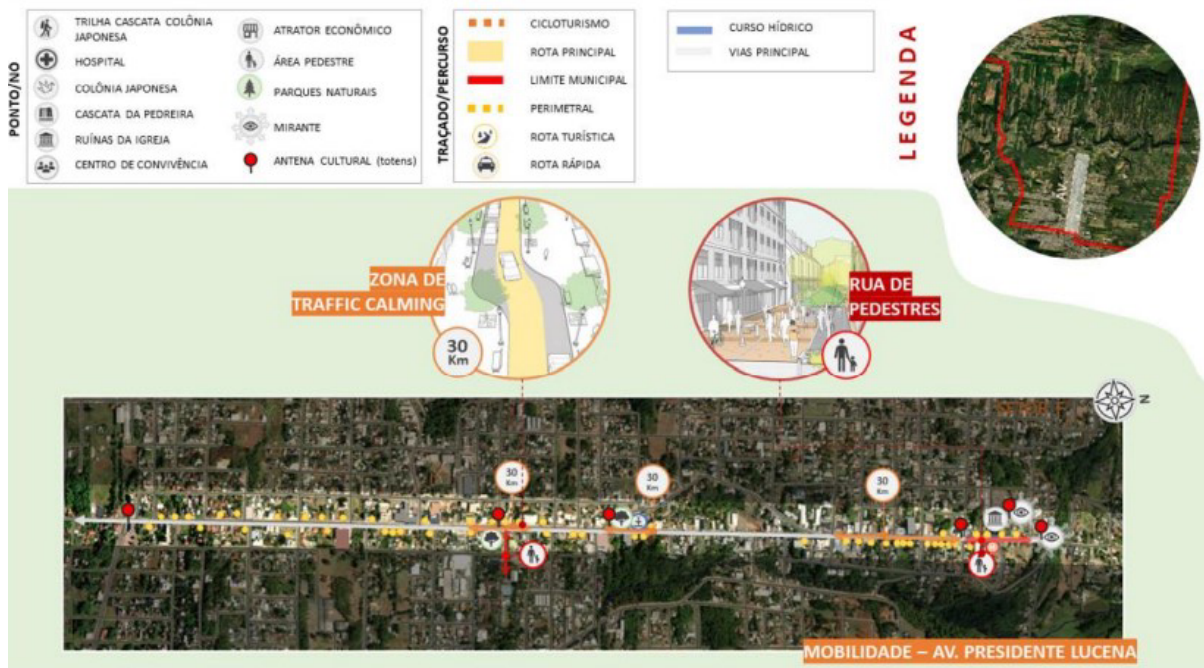 PONTO/NO
TRILHA CASCATA COLÔNIA
JAPONESA
HOSPITAL
COLÔNIA JAPONESA
CASCATA DA PEDREIRA
RUÍNAS DA IGREJA
CENTRO DE CONVIVÊNCIA
ATRATOR ECONÔMICO
ÁREA PEDESTRE
PARQUES NATURAIS
MIRANTE
ANTENA CULTURAL (totens)
TRAÇADO/PERCURSO
CICLOTURISMO
ROTA PRINCIPAL
LIMITE MUNICIPAL
PERIMETRAL
ROTA TURÍSTICA
ROTA RÁPIDA
CURSO HÍDRICO
VIAS PRINCIPAL
LEGENDA
AV.
ZONA DE
TRAFFIC CALMING
30
Km
RUA DE
PEDESTRES
N
30
Km
30
Km
30
Km
MOBILIDADE – AV. PRESIDENTE LUCENA